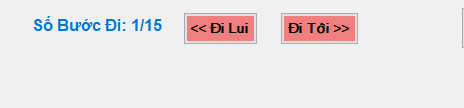 Số Bước Đi: 1/15 << Đi Lui Đi Tới >>